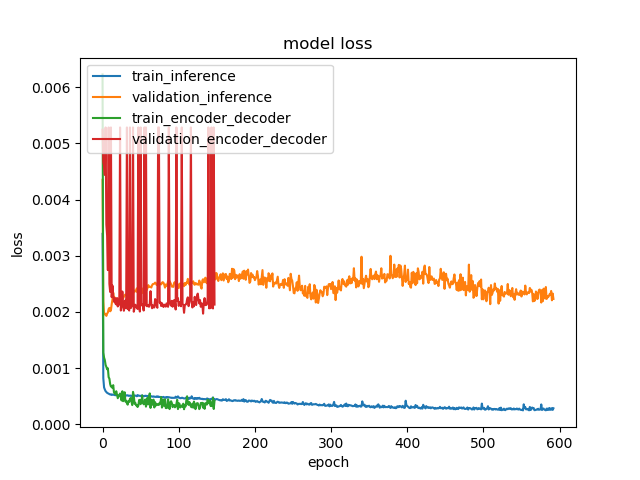 model loss
train_inference
validation_inference
train_encoder_decoder
validation_encoder_decoder
0.006
0.005
0.004
0.003
0.002
0.001
0.000
loss
0 100 200 300 400 500 600
epoch